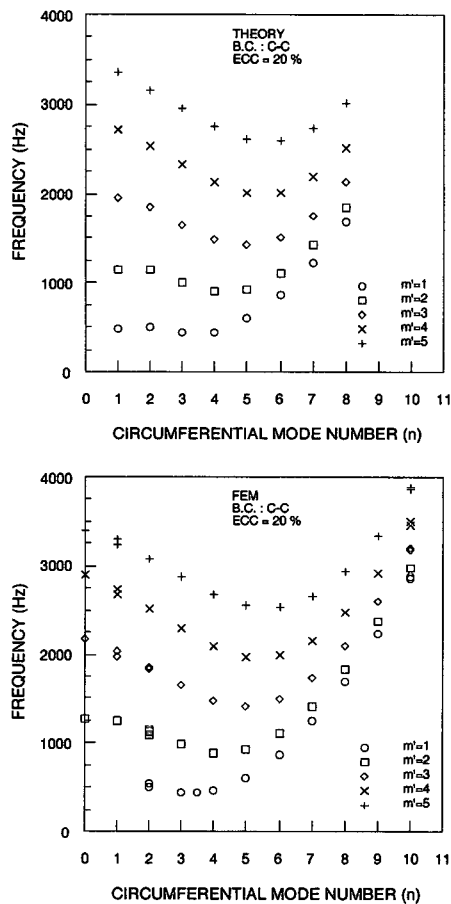 4000
3000
2000
1000
0
FREQUENCY (Hz)
THEORY
B.C. : C-C
ECC = 20 %
m'=1
m'=2
m'=3
m'=4
m'=5
0 1 2 3 4 5 6 7 8 9 10 11
CIRCUMFERENTIAL MODE NUMBER (n)
4000
3000
2000
1000
0
FREQUENCY (Hz)
FEM
B.C. : C-C
ECC = 20 %
m'=1
m'=2
m'=3
m'=4
m'=5
0 1 2 3 4 5 6 7 8 9 10 11
CIRCUMFERENTIAL MODE NUMBER (n)